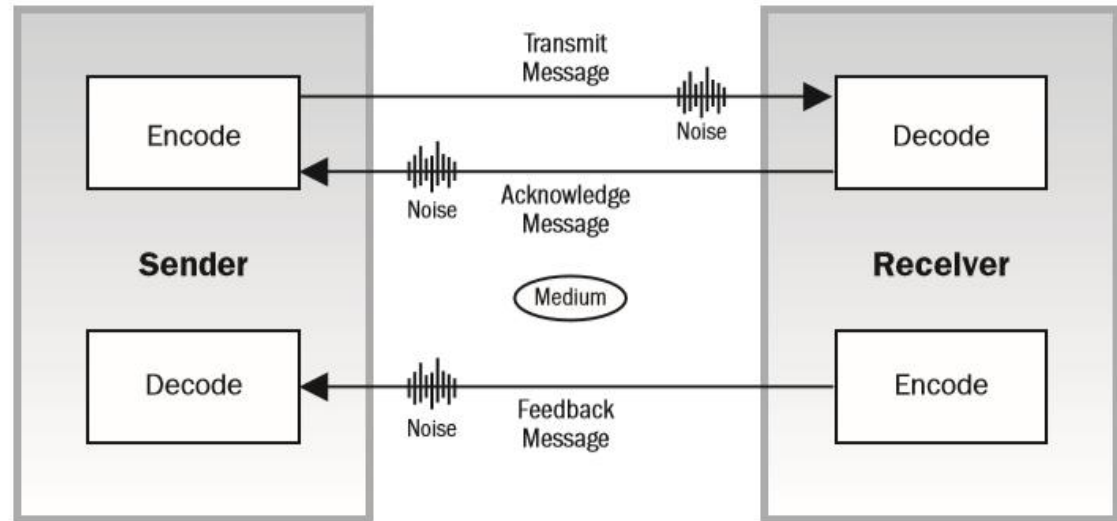 Transmit
Message
Encode
Noise
Decode
Noise
Acknowledge
Message
Sender
Recelver
Medium
Decode
Noise
Feedback
Message
Encode